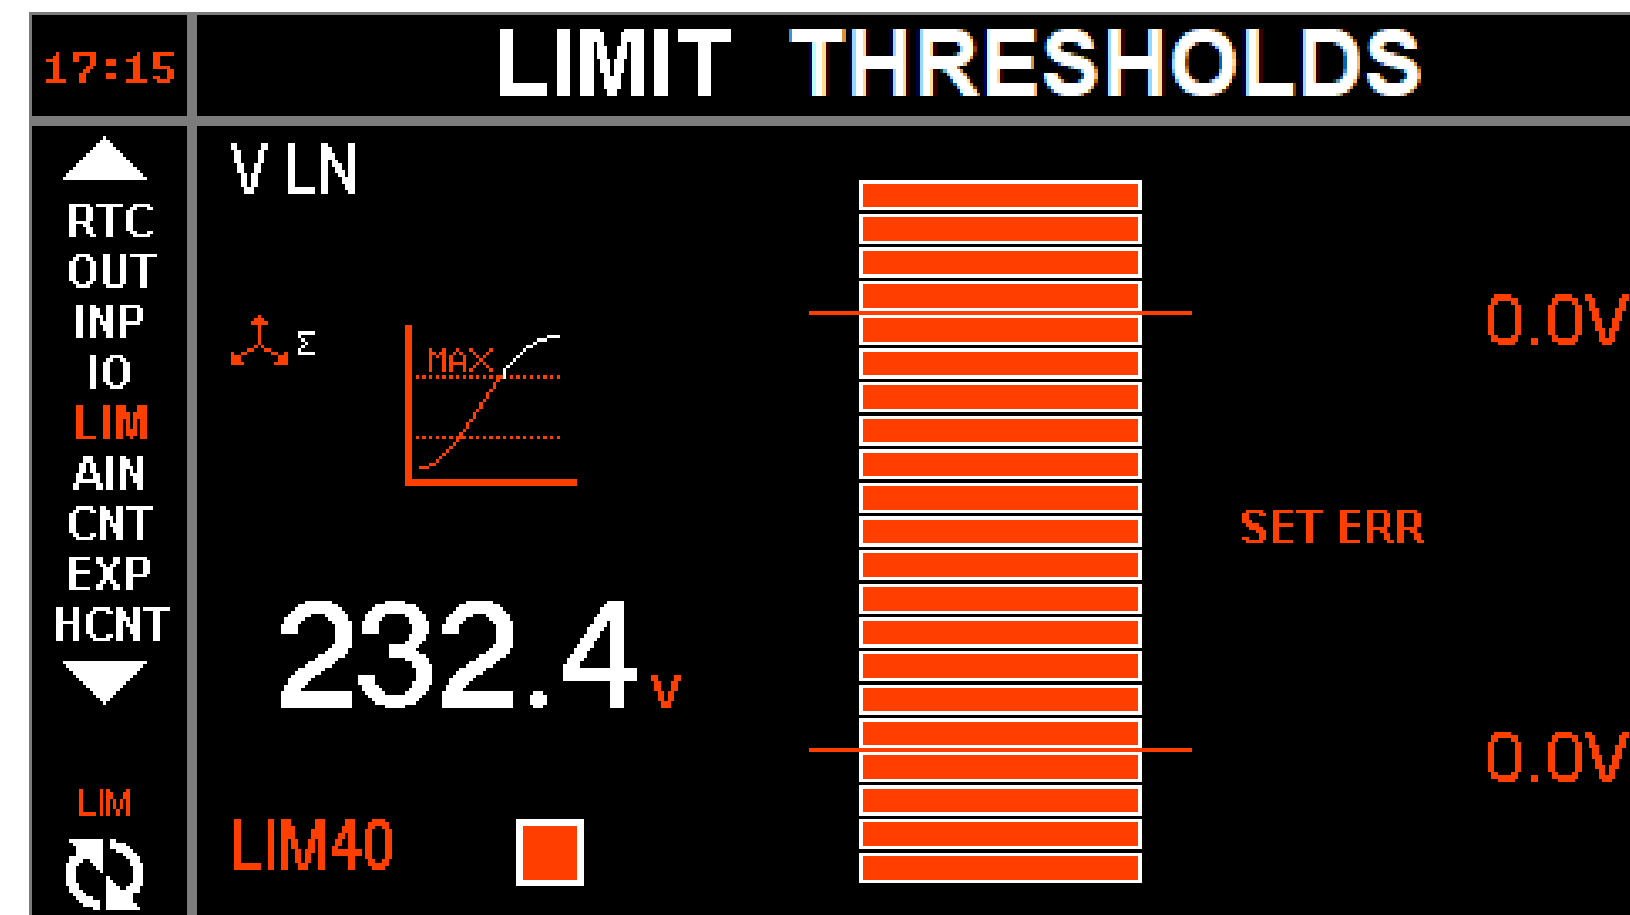 17:15
LIMIT THRESHOLDS
V LN
RTC
OUT
INP
IO
LIM
AIN
CNT
EXP
HCNT
LIM
Σ
MAX
232.4 V
LIM40
0.0V
SET ERR
0.0V